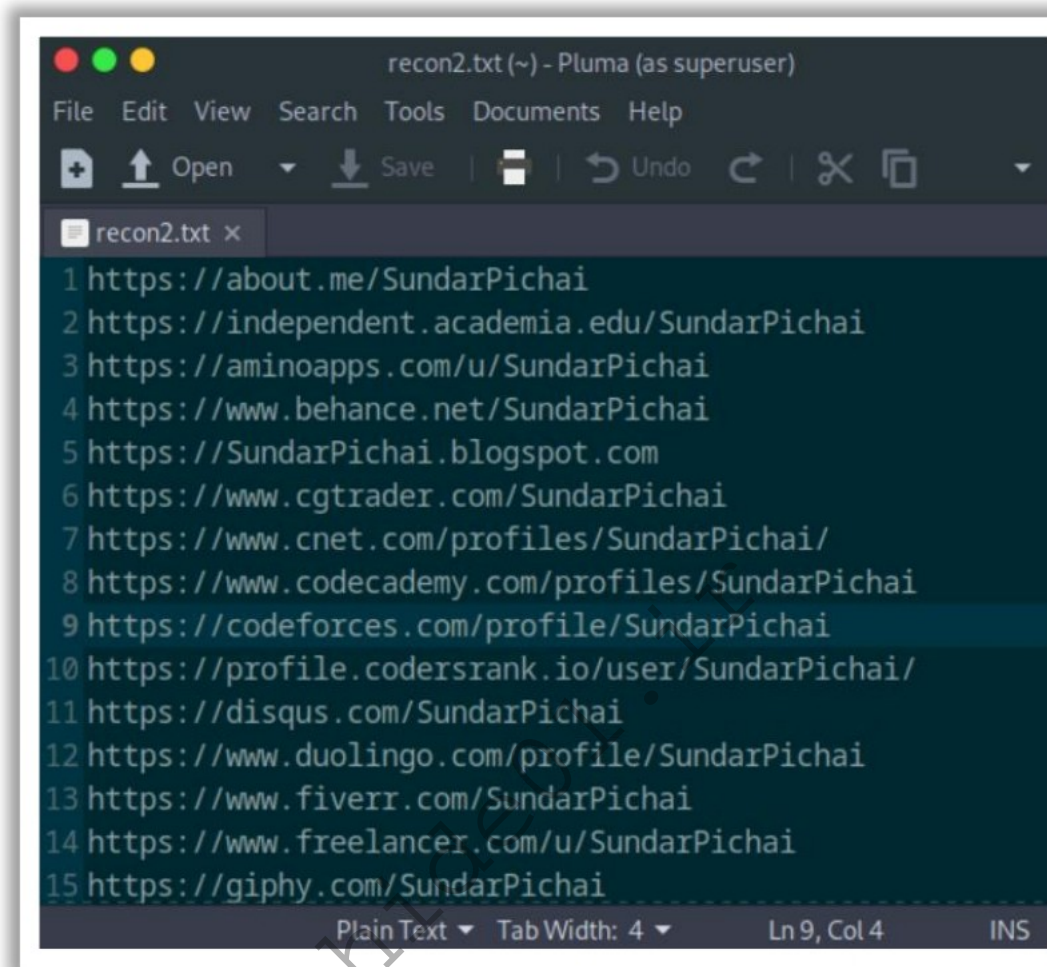 recon2.txt (~) - Pluma (as superuser)
File Edit View Search Tools Documents Help
Open Save Undo
recon2.txt ×
1 https://about.me/SundarPichai
2 https://independent.academia.edu/SundarPichai
3 https://aminoapps.com/u/SundarPichai
4 https://www.behance.net/SundarPichai
5 https://SundarPichai.blogspot.com
6 https://www.cgtrader.com/SundarPichai
7 https://www.cnet.com/profiles/SundarPichai/
8 https://www.codecademy.com/profiles/SundarPichai
9 https://codeforces.com/profile/SundarPichai
10 https://profile.codersrank.io/user/SundarPichai/
11 https://disqus.com/SundarPichai
12 https://www.duolingo.com/profile/SundarPichai
13 https://www.fiverr.com/SundarPichai
14 https://www.freelancer.com/u/SundarPichai
15 https://giphy.com/SundarPichai
Plain Text Tab Width: 4 Ln 9, Col 4 INS